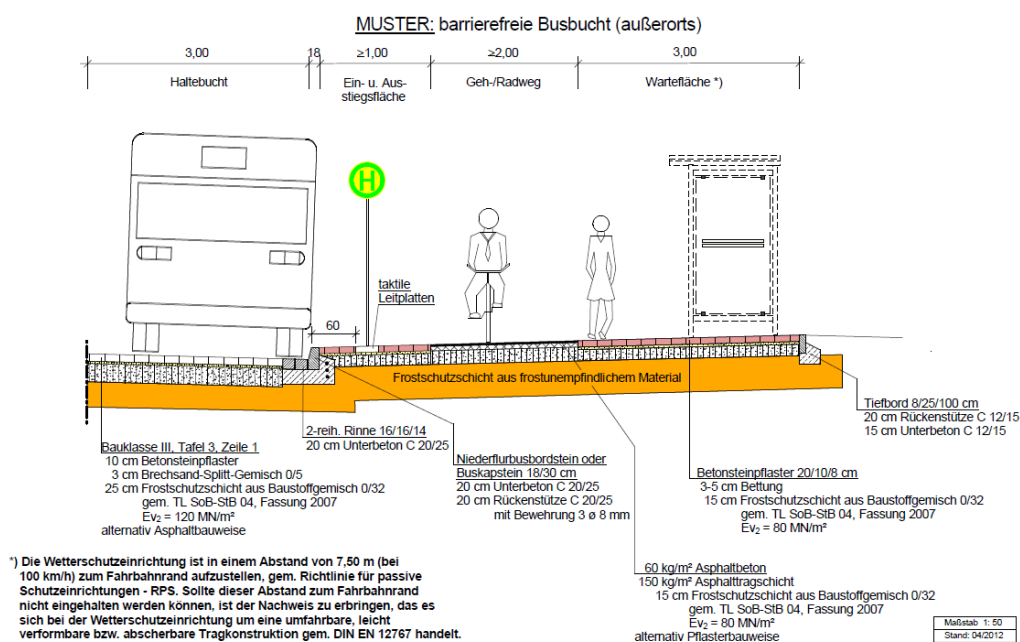 MUSTER: barrierefreie Busbucht (außerorts)
3,00
18
≥1,00
≥2,00
3,00
Haltebucht
Ein- u. Aus-
stiegsfläche
Geh-/Radweg
Wartefläche *)
H
taktile
Leitplatten
60
Frostschutzschicht aus frostunempfindlichem Material
Bauklasse III, Tafel 3, Zeile 1
10 cm Betonsteinpflaster
3 cm Brechsand-Splitt-Gemisch 0/5
25 cm Frostschutzschicht aus Baustoffgemisch 0/32
gem. TL SoB-StB 04, Fassung 2007
Ev₂ = 120 MN/m²
alternativ Asphaltbauweise
2-reih. Rinne 16/16/14
20 cm Unterbeton C 20/25
Niederflurbusbordstein oder
Buskapstein 18/30 cm
20 cm Unterbeton C 20/25
20 cm Rückenstütze C 20/25
mit Bewehrung 3 ø 8 mm
Tiefbord 8/25/100 cm
20 cm Rückenstütze C 12/15
15 cm Unterbeton C 12/15
Betonsteinpflaster 20/10/8 cm
3-5 cm Bettung
15 cm Frostschutzschicht aus Baustoffgemisch 0/32
gem. TL SoB-StB 04, Fassung 2007
Ev₂ = 80 MN/m²
60 kg/m² Asphaltbeton
150 kg/m² Asphalttragschicht
15 cm Frostschutzschicht aus Baustoffgemisch 0/32
gem. TL SoB-StB 04, Fassung 2007
Ev₂ = 80 MN/m²
alternativ Pflasterbauweise
*) Die Wetterschutzeinrichtung ist in einem Abstand von 7,50 m (bei
100 km/h) zum Fahrbahnrand aufzustellen, gem. Richtlinie für passive
Schutzeinrichtungen - RPS. Sollte dieser Abstand zum Fahrbahnrand
nicht eingehalten werden können, ist der Nachweis zu erbringen, das es
sich bei der Wetterschutzeinrichtung um eine umfahrbare, leicht
verformbare bzw. abscherbare Tragkonstruktion gem. DIN EN 12767 handelt.
Maßstab 1: 50
Stand: 04/2012